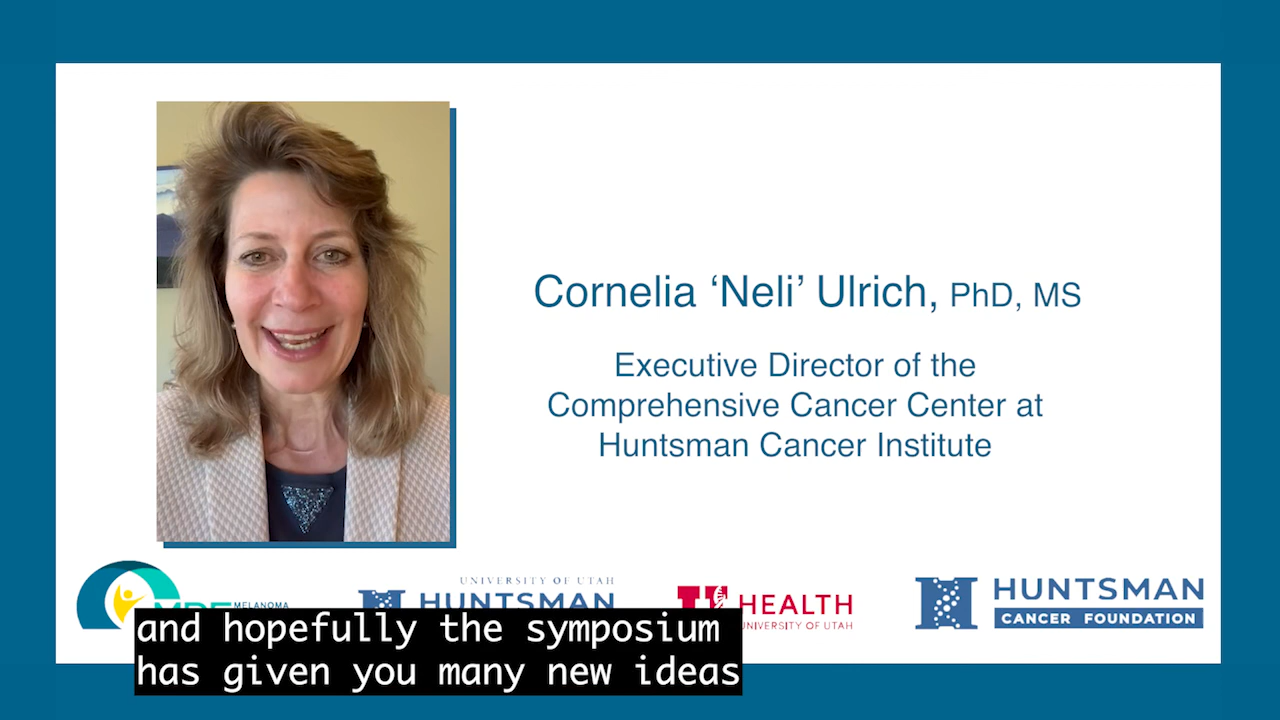 Cornelia ‘Neli’ Ulrich, PhD, MS
Executive Director of the
Comprehensive Cancer Center at
Huntsman Cancer Institute
MELANOMA
UNIVERSITY OF UTAH
HUNTSMAN
HEALTH
UNIVERSITY OF UTAH
HUNTSMAN
CANCER FOUNDATION
and hopefully the symposium
has given you many new ideas